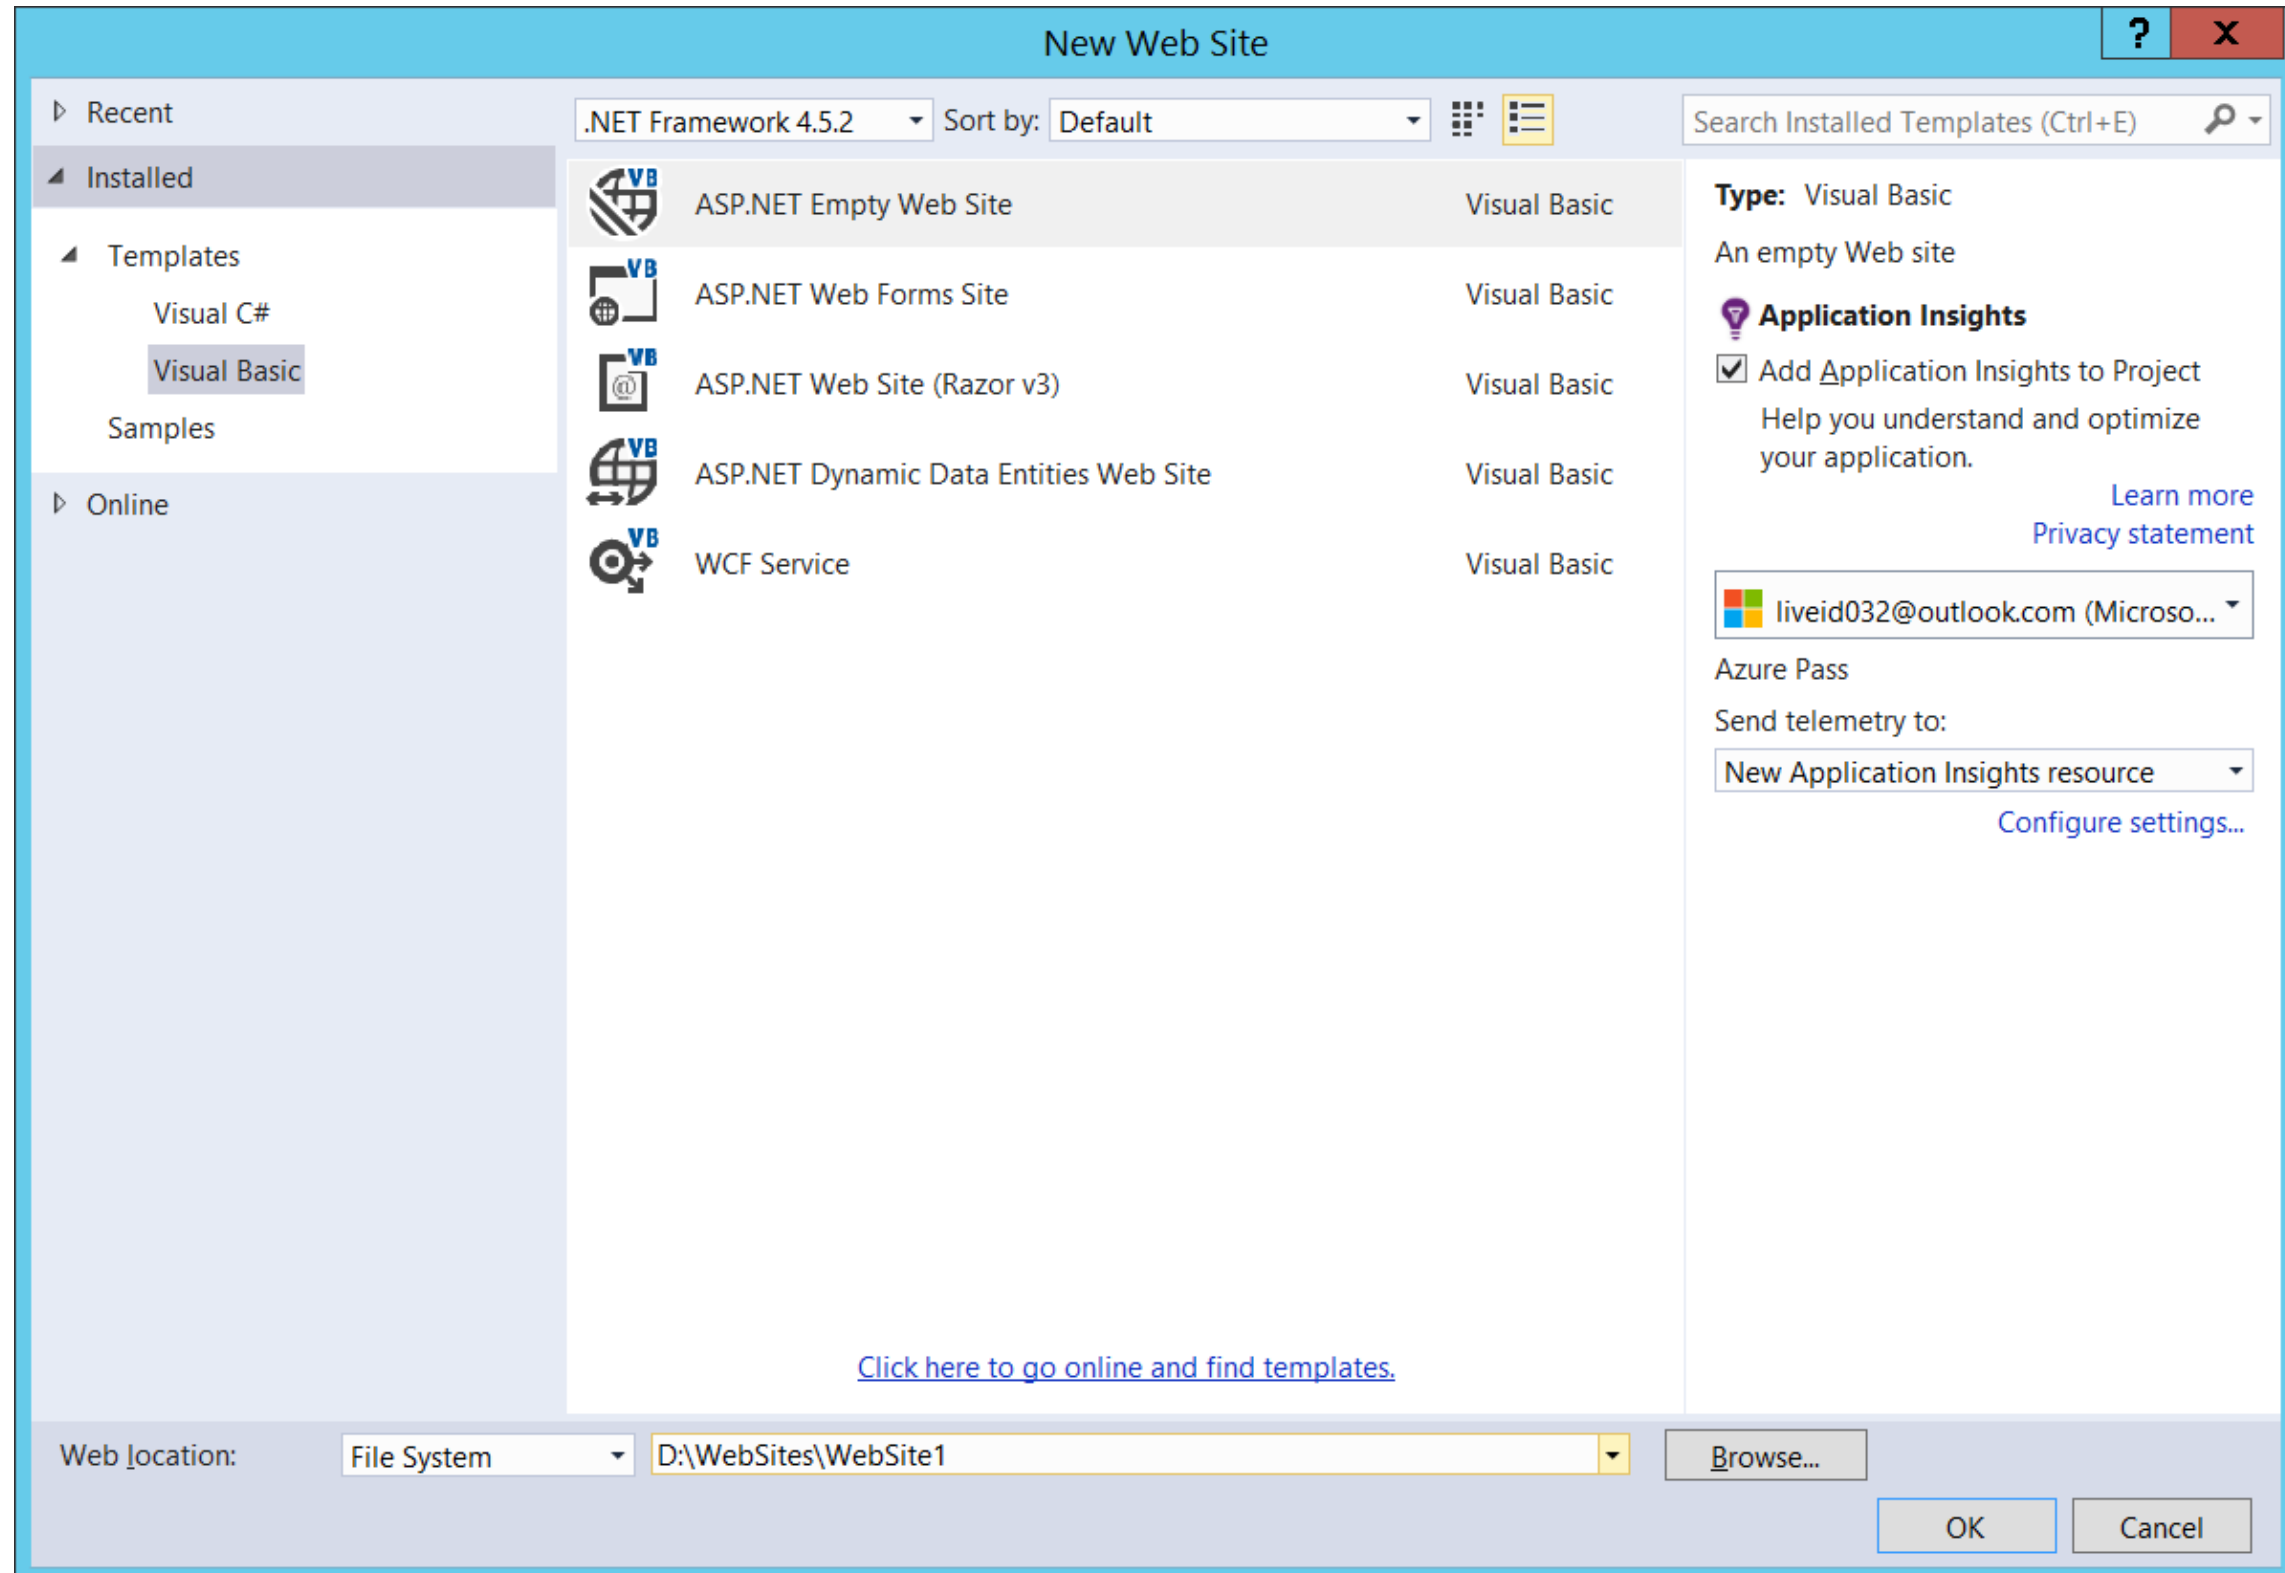 New Web Site
?
X
Recent
Installed
Templates
Visual C#
Visual Basic
Samples
Online
.NET Framework 4.5.2
Sort by: Default
Search Installed Templates (Ctrl+E)
VB
ASP.NET Empty Web Site Visual Basic
VB
ASP.NET Web Forms Site Visual Basic
VB
@
ASP.NET Web Site (Razor v3) Visual Basic
VB
ASP.NET Dynamic Data Entities Web Site Visual Basic
VB
WCF Service Visual Basic
Click here to go online and find templates.
Type: Visual Basic
An empty Web site
Application Insights
Add Application Insights to Project
Help you understand and optimize
your application.
Learn more
Privacy statement
liveid032@outlook.com (Microso...
Azure Pass
Send telemetry to:
New Application Insights resource
Configure settings...
Web location: File System D:\WebSites\WebSite1 Browse...
OK Cancel